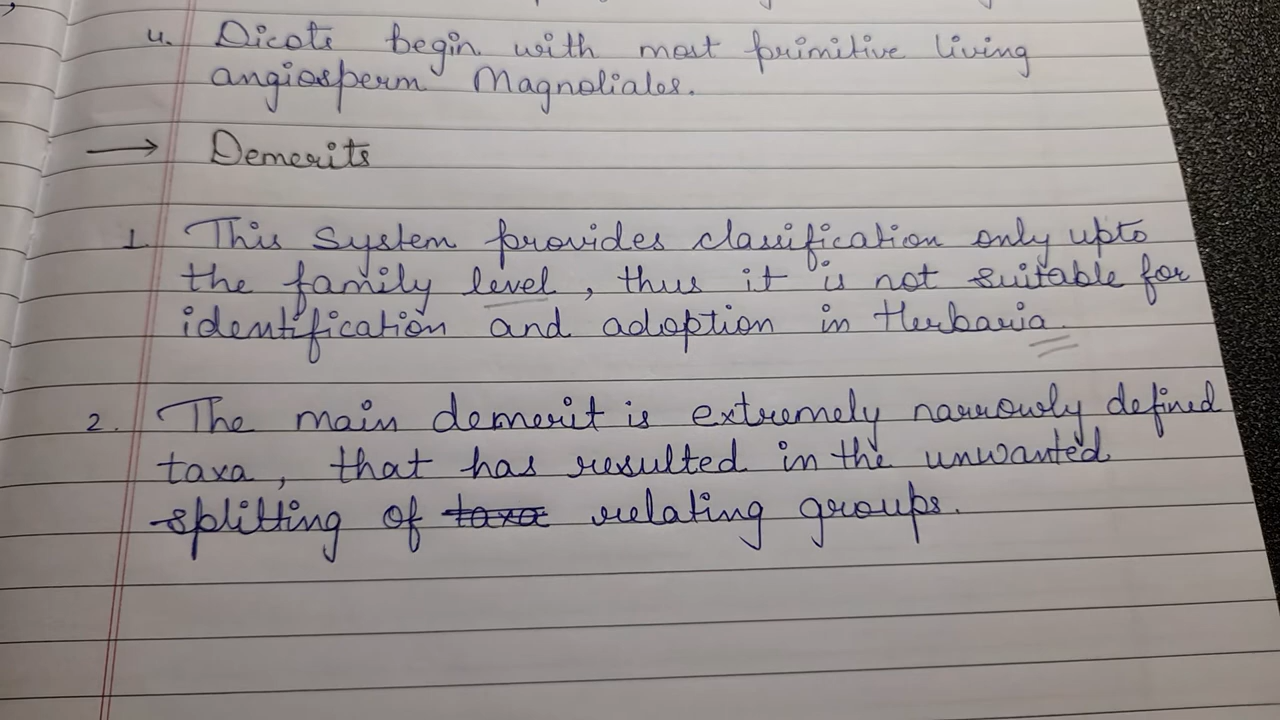 4. Dicots begin with most primitive living
angiosperm Magnoliales.
→ Demerits
1 This System provides classification only upto
the family level, thus it is not suitable for
identification and adoption in Herbaria.
2. The main demerit is extremely narrowly defined
taxa, that has resulted in the unwanted
splitting of taxa relating groups.